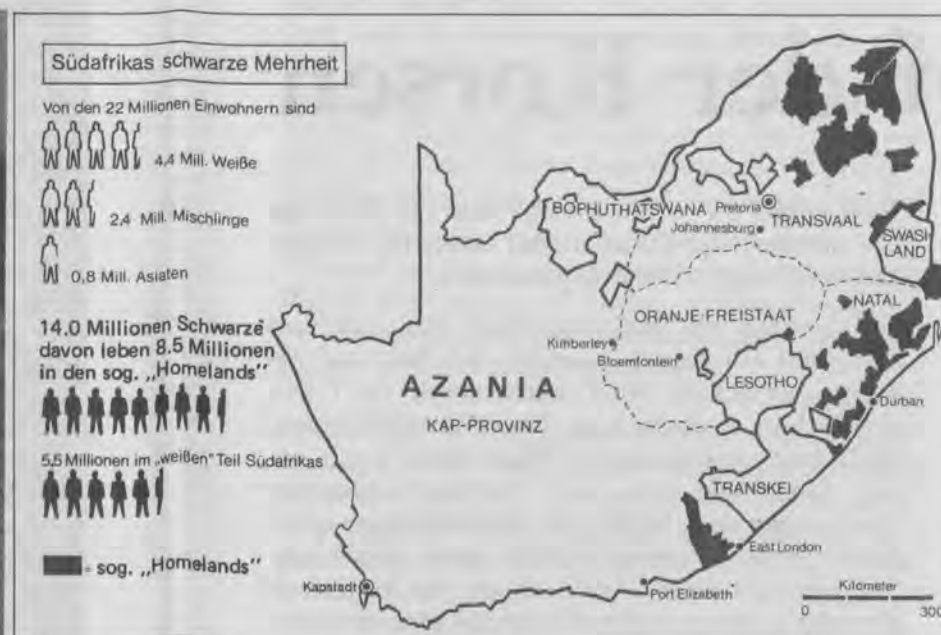 Südafrikas schwarze Mehrheit
Von den 22 Millionen Einwohnern sind
4,4 Mill. Weiße
2,4 Mill. Mischlinge
0,8 Mill. Asiaten
14.0 Millionen Schwarze
davon leben 8.5 Millionen
in den sog. „Homelands"
5,5 Millionen im „weißen" Teil Südafrikas
= sog. „Homelands"
BOPHUTHATSWANA
Pretoria
Johannesburg
TRANSVAAL
SWASI
LAND
NATAL
ORANJE-FREISTAAT
Kimberley
Bloemfontein
LESOTHO
Durban
AZANIA
KAP-PROVINZ
TRANSKEI
East London
Port Elizabeth
Kapstadt
Kilometer
0 300